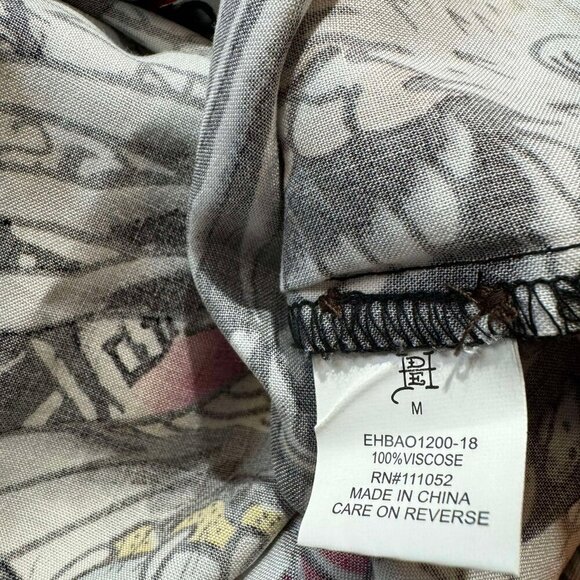 M
EHBAO1200-18
100%VISCOSE
RN#111052
MADE IN CHINA
CARE ON REVERSE